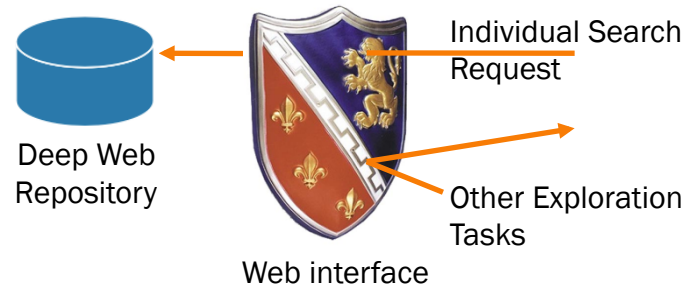 Individual Search
Request
Deep Web
Repository
Other Exploration
Tasks
Web interface